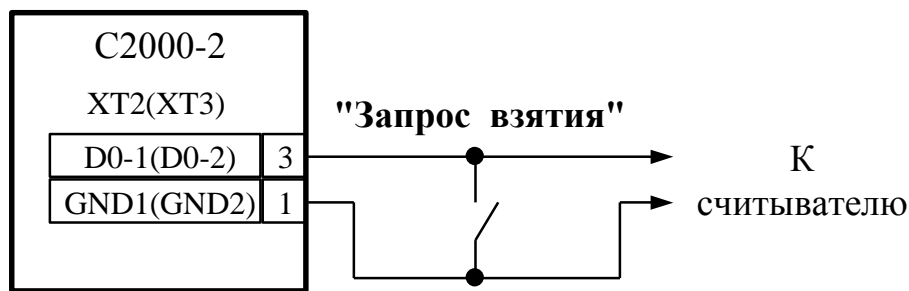 С2000-2
XT2(XT3)
"Запрос взятия"
D0-1(D0-2) 3
GND1(GND2) 1
К
считывателю